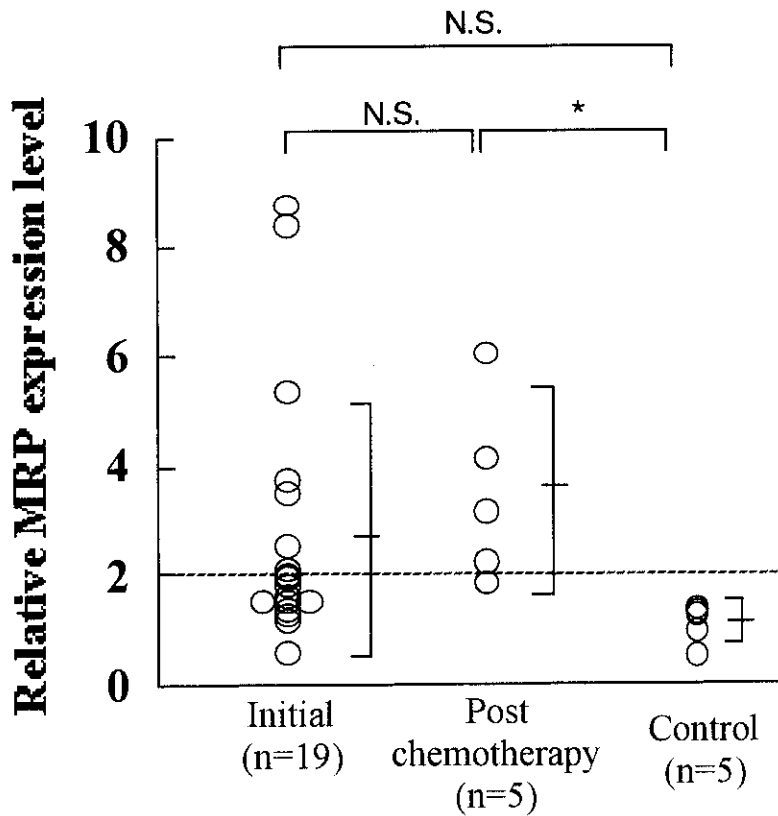 N.S.
N.S.
*
Relative MRP expression level
10
8
6
4
2
0
Initial
(n=19)
Post
chemotherapy
(n=5)
Control
(n=5)